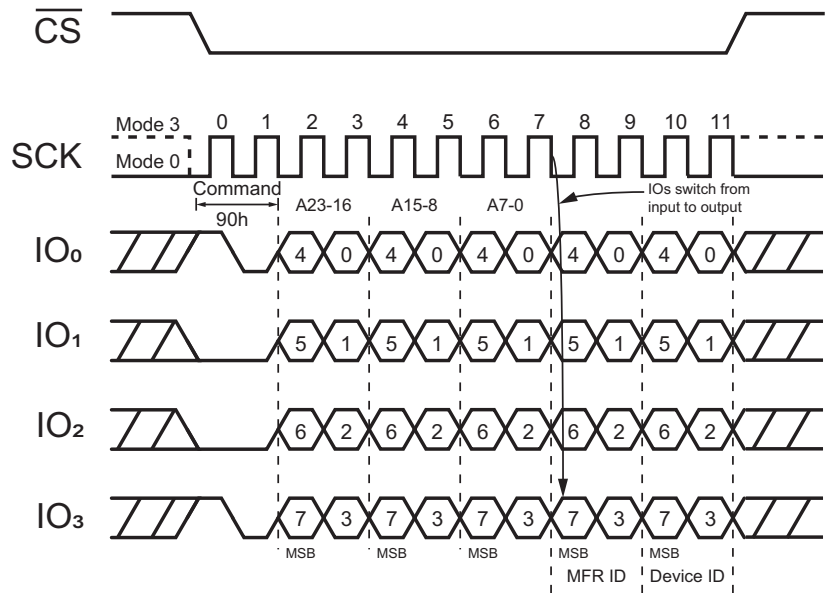 CS
Mode 3
0 1 2 3 4 5 6 7 8 9 10 11
SCK
Mode 0
Command
90h
A23-16 A15-8 A7-0
IOs switch from
input to output
IO₀ 4 0 4 0 4 0 4 0 4 0
IO₁ 5 1 5 1 5 1 5 1 5 1
IO₂ 6 2 6 2 6 2 6 2 6 2
IO₃ 7 3 7 3 7 3 7 3 7 3
MSB MSB MSB MSB MSB
MFR ID Device ID